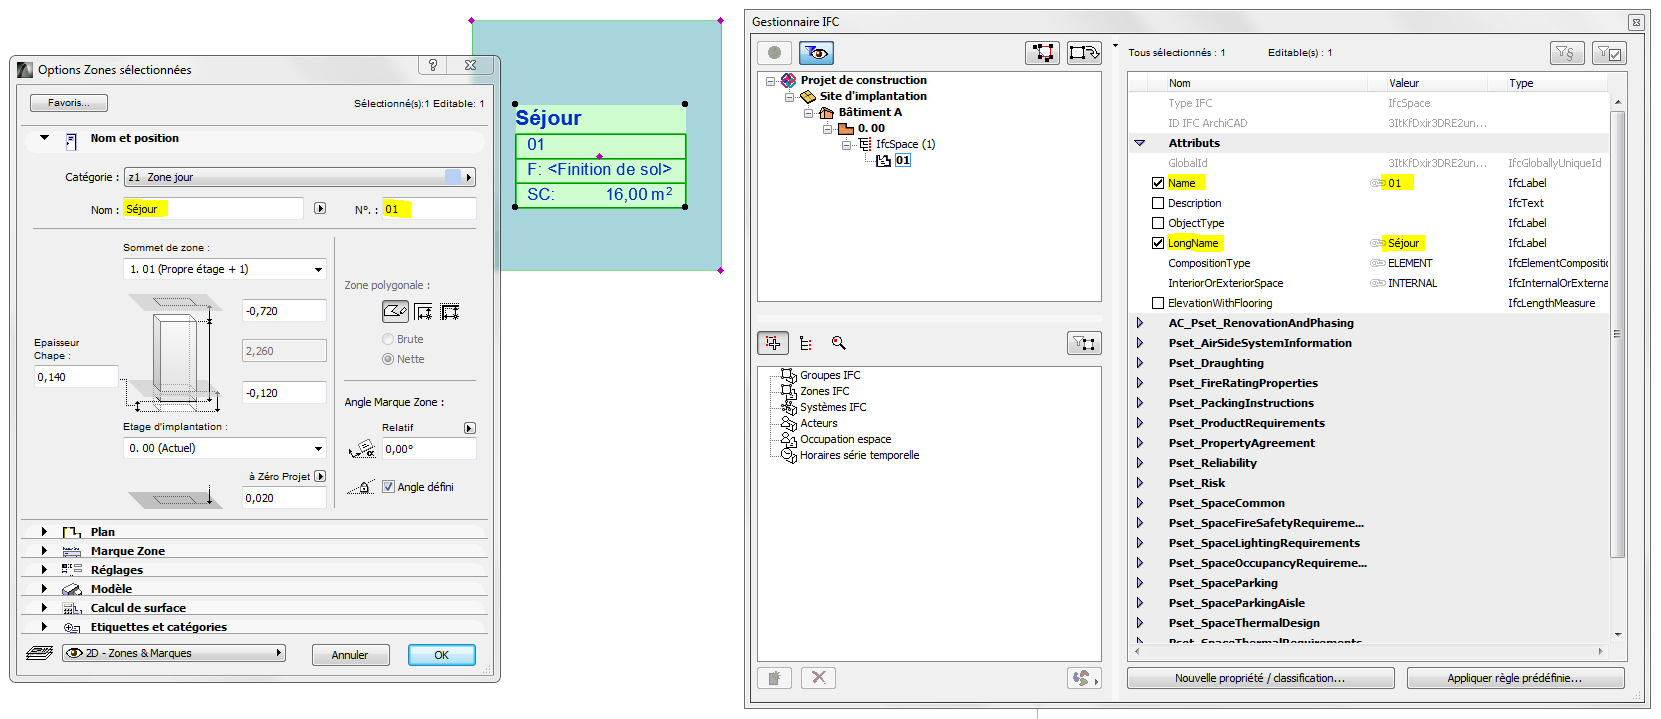 Options Zones sélectionnées
Favoris...
Sélectionné(s):1 Editable: 1
Nom et position
Catégorie :
z1 Zone jour
Nom :
Séjour
N°. :
01
Sommet de zone :
1. 01 (Propre étage + 1)
-0,720
2,260
-0,120
Epaisseur
Chape :
0,140
Etage d'implantation :
0. 00 (Actuel)
à Zéro Projet
0,020
Zone polygonale :
Brute
Nette
Angle Marque Zone :
Relatif
0,00°
Angle défini
Plan
Marque Zone
Réglages
Modèle
Calcul de surface
Etiquettes et catégories
2D - Zones & Marques
Annuler
OK
Séjour
01
F: <Finition de sol>
SC: 16,00 m²
Gestionnaire IFC
Projet de construction
Site d'implantation
Bâtiment A
0. 00
IfcSpace (1)
01
Groupes IFC
Zones IFC
Systèmes IFC
Acteurs
Occupation espace
Horaires série temporelle
Tous sélectionnés : 1
Editable(s) : 1
Nom Valeur Type
Type IFC IfcSpace
ID IFC ArchiCAD 3ItKfDxir3DRE2un...
Attributs
GlobalId 3ItKfDxir3DRE2un... IfcGloballyUniqueId
Name 01 IfcLabel
Description IfcText
ObjectType IfcLabel
LongName Séjour IfcLabel
CompositionType ELEMENT IfcElementCompositio
InteriorOrExteriorSpace INTERNAL IfcInternalOrExterna
ElevationWithFlooring IfcLengthMeasure
AC_Pset_RenovationAndPhasing
Pset_AirSideSystemInformation
Pset_Draughting
Pset_FireRatingProperties
Pset_PackingInstructions
Pset_ProductRequirements
Pset_PropertyAgreement
Pset_Reliability
Pset_Risk
Pset_SpaceCommon
Pset_SpaceFireSafetyRequireme...
Pset_SpaceLightingRequirements
Pset_SpaceOccupancyRequireme...
Pset_SpaceParking
Pset_SpaceParkingAisle
Pset_SpaceThermalDesign
Pset_SpaceThermalRequirements
Nouvelle propriété / classification...
Appliquer règle prédéfinie...